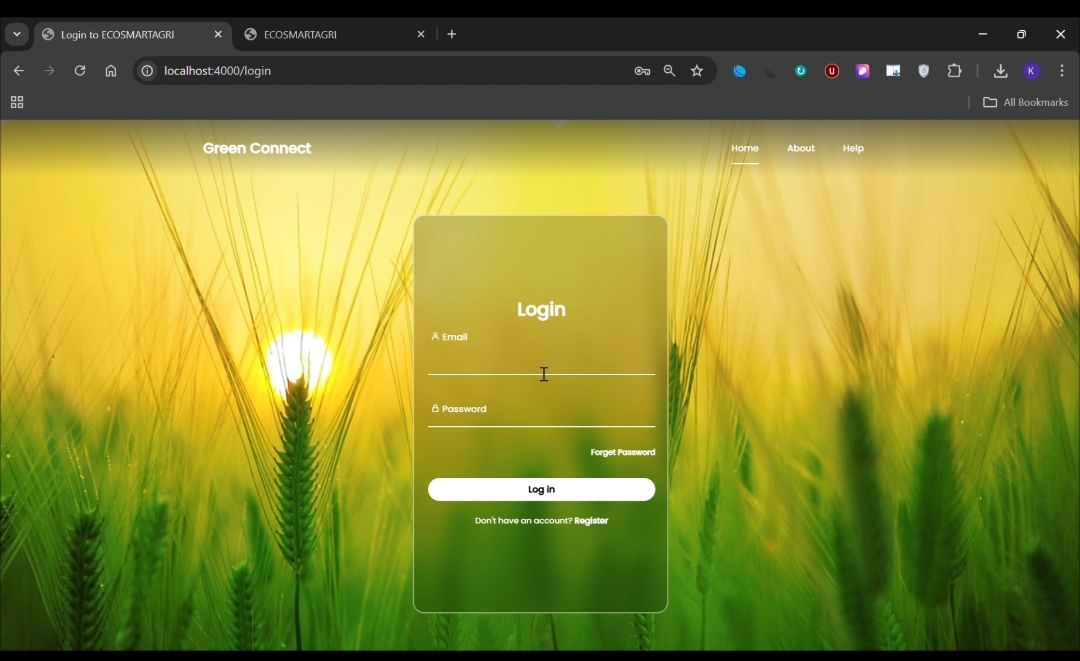 Login to ECOSMARTAGRI
ECOSMARTAGRI
localhost:4000/login
K
All Bookmarks
Green Connect
Home
About
Help
Login
Email
Password
Forget Password
Log in
Don't have an account? Register